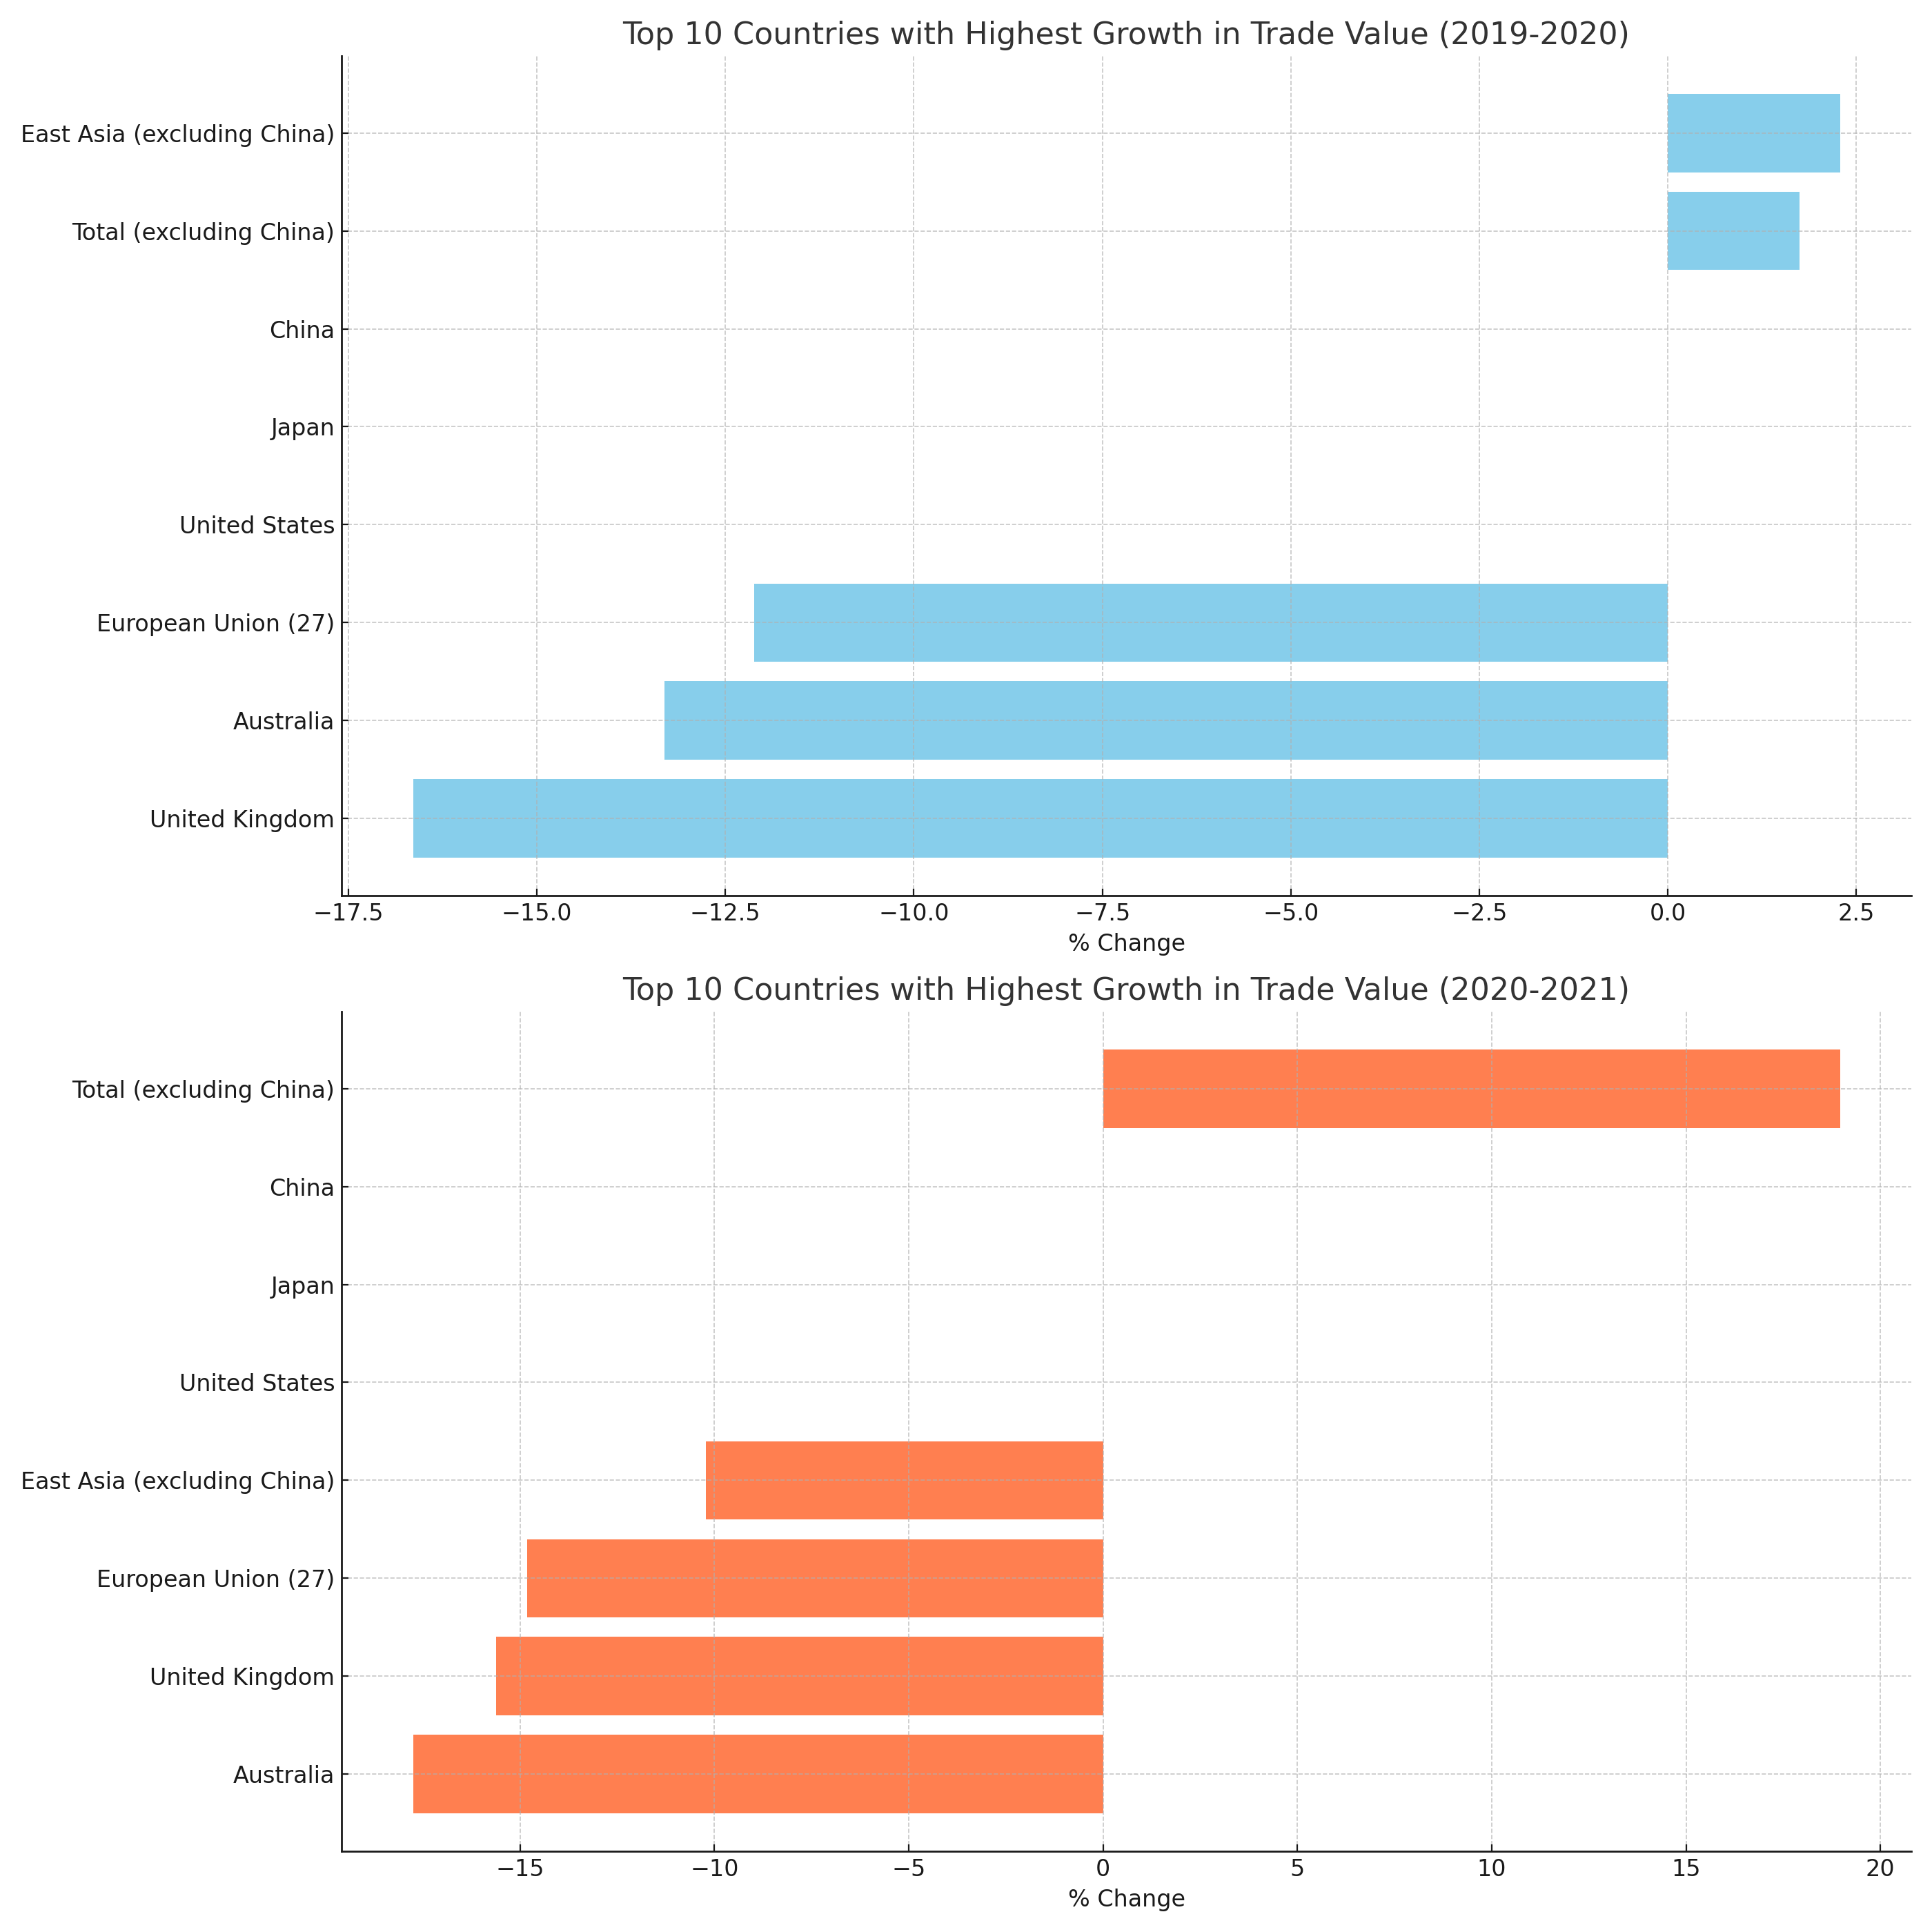 Top 10 Countries with Highest Growth in Trade Value (2019-2020)
East Asia (excluding China)
Total (excluding China)
China
Japan
United States
European Union (27)
Australia
United Kingdom
−17.5 −15.0 −12.5 −10.0 −7.5 −5.0 −2.5 0.0 2.5
% Change
Top 10 Countries with Highest Growth in Trade Value (2020-2021)
Total (excluding China)
China
Japan
United States
East Asia (excluding China)
European Union (27)
United Kingdom
Australia
−15 −10 −5 0 5 10 15 20
% Change